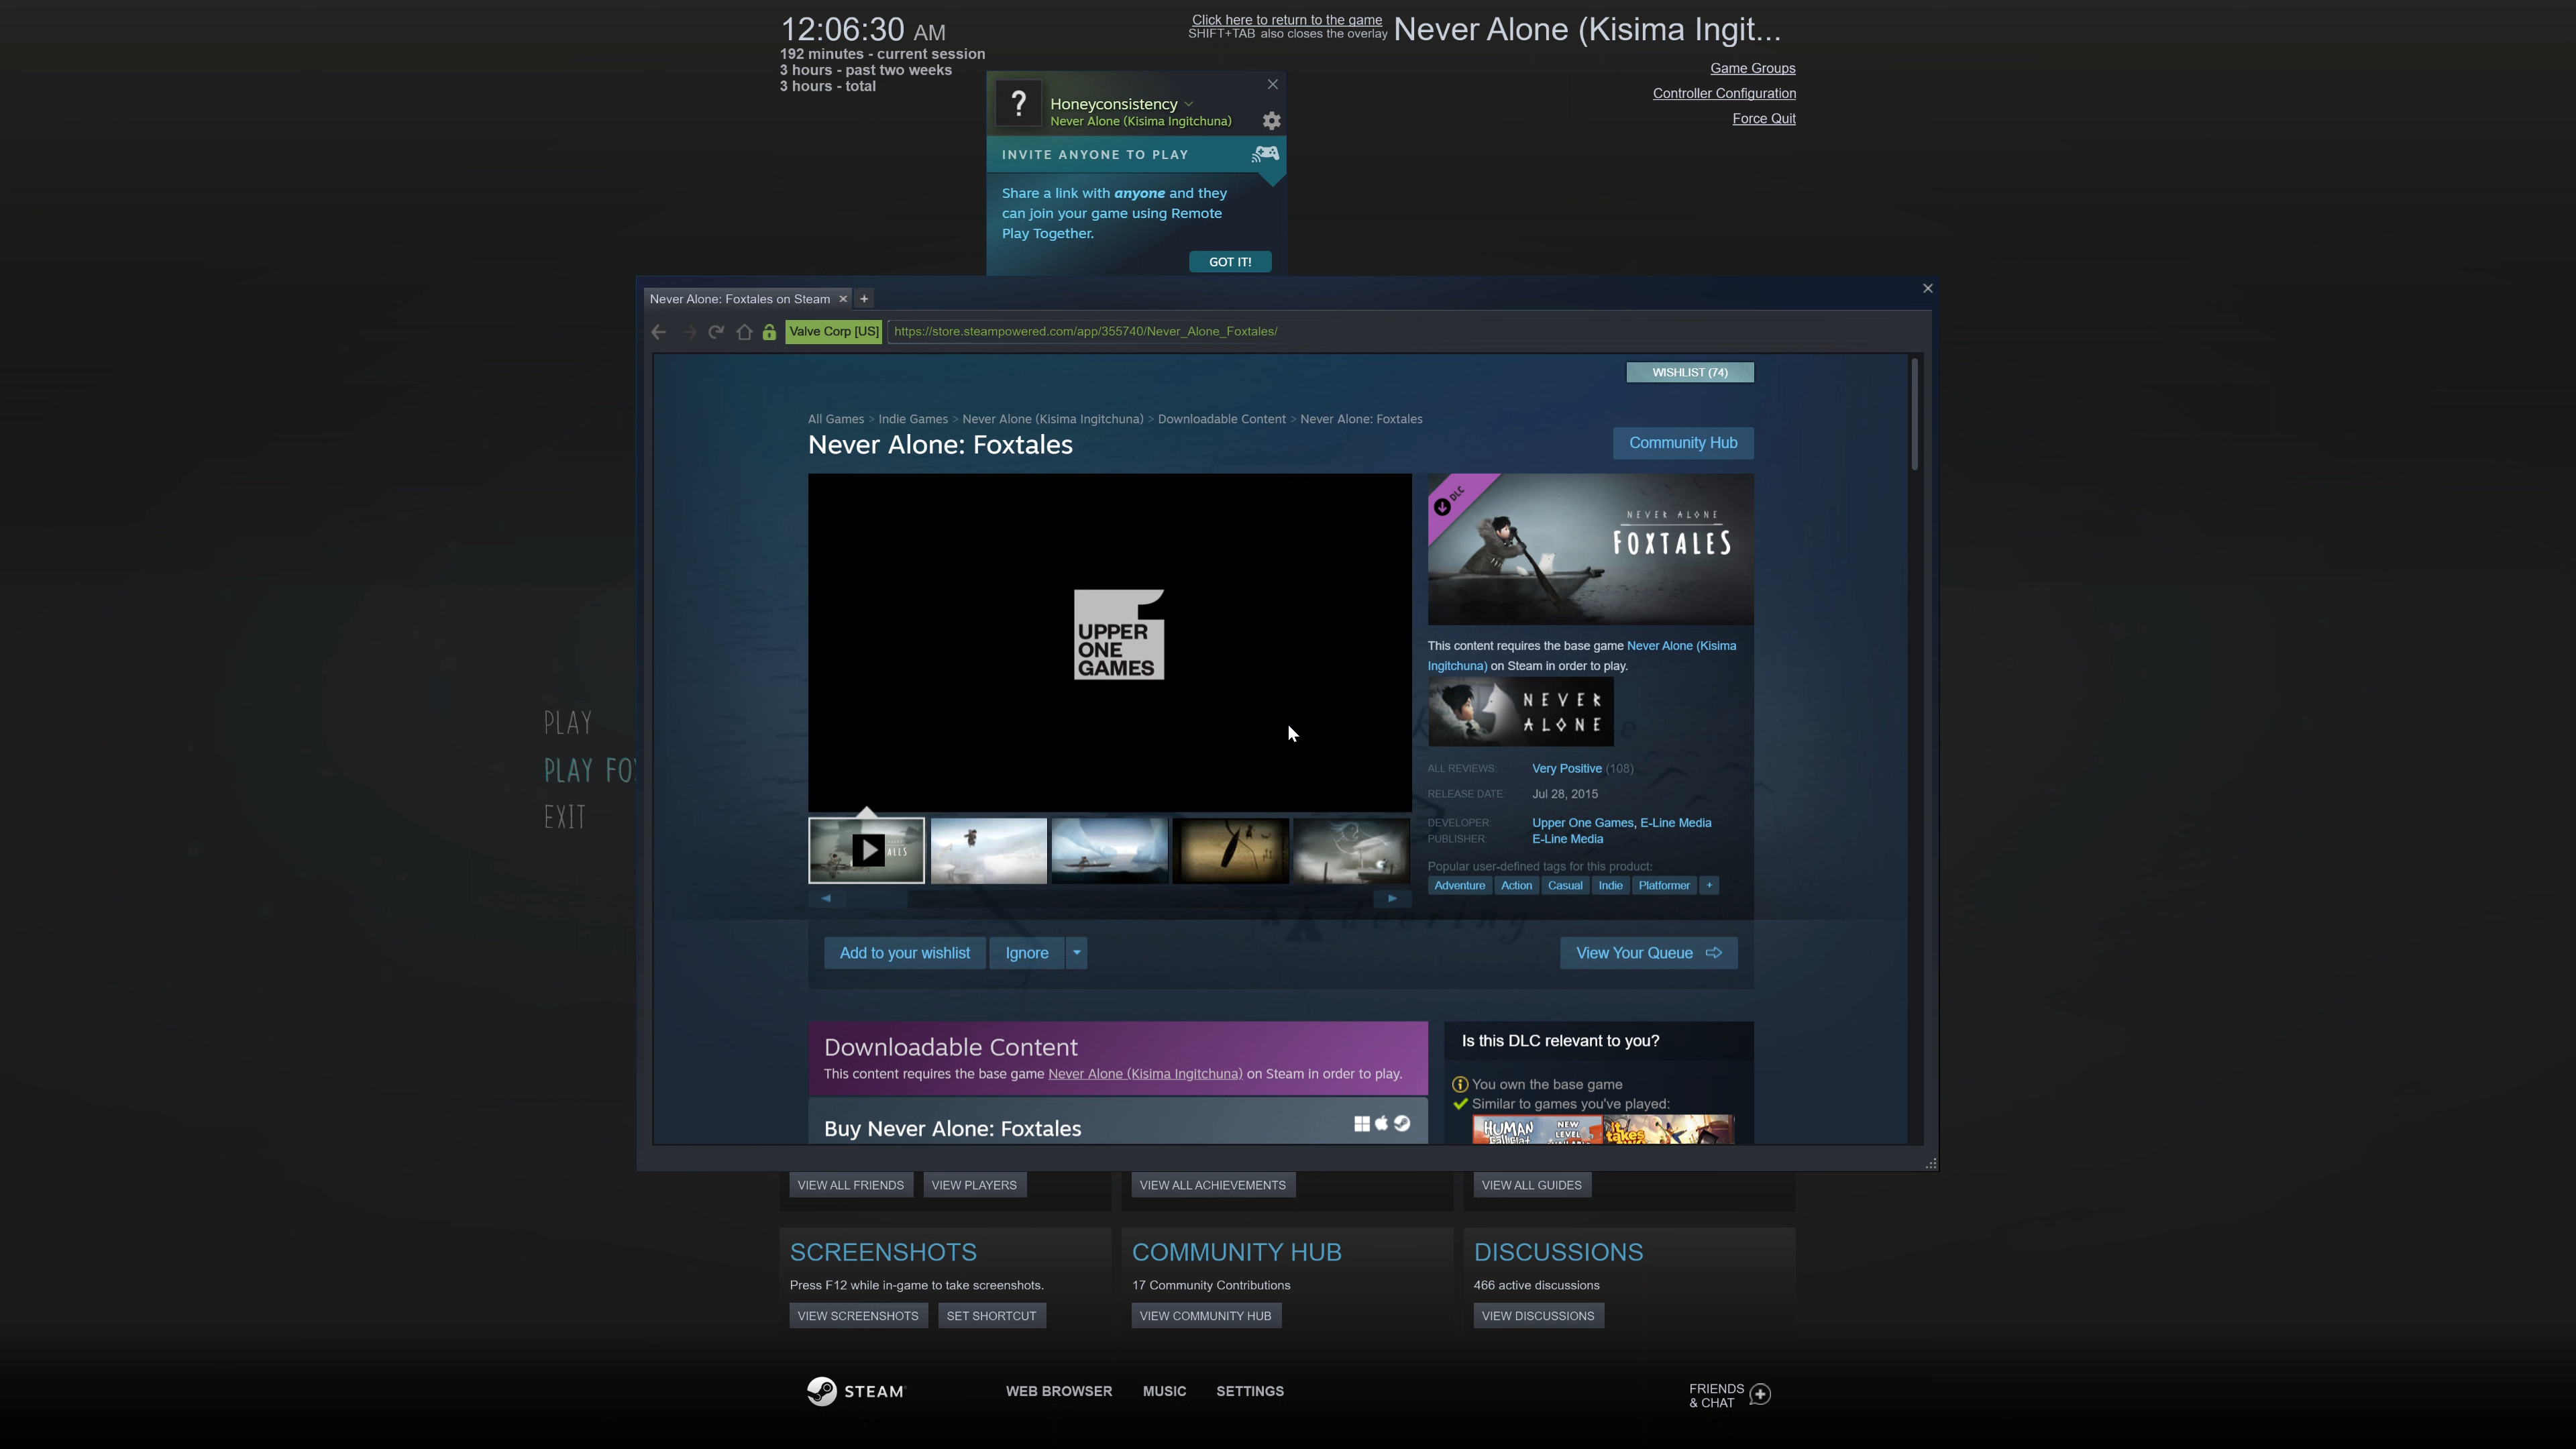 12:06:30 AM
192 minutes - current session
3 hours - past two weeks
3 hours - total
Click here to return to the game
SHIFT+TAB also closes the overlay
Never Alone (Kisima Ingit...
Game Groups
Controller Configuration
Force Quit
?
Honeyconsistency
Never Alone (Kisima Ingitchuna)
INVITE ANYONE TO PLAY
Share a link with anyone and they
can join your game using Remote
Play Together.
GOT IT!
Never Alone: Foxtales on Steam
Valve Corp [US]
https://store.steampowered.com/app/355740/Never_Alone_Foxtales/
WISHLIST (74)
All Games > Indie Games > Never Alone (Kisima Ingitchuna) > Downloadable Content > Never Alone: Foxtales
Never Alone: Foxtales
Community Hub
UPPER
ONE
GAMES
DLC
NEVER ALONE
FOXTALES
This content requires the base game Never Alone (Kisima
Ingitchuna) on Steam in order to play.
NEVER
ALONE
ALL REVIEWS: Very Positive (108)
RELEASE DATE: Jul 28, 2015
DEVELOPER: Upper One Games, E-Line Media
PUBLISHER: E-Line Media
Popular user-defined tags for this product:
Adventure Action Casual Indie Platformer +
PLAY
PLAY FO
EXIT
Add to your wishlist
Ignore
View Your Queue
Downloadable Content
This content requires the base game Never Alone (Kisima Ingitchuna) on Steam in order to play.
Buy Never Alone: Foxtales
Is this DLC relevant to you?
You own the base game
Similar to games you've played:
HUMAN
NEW
LEVEL
It
takes
VIEW ALL FRIENDS
VIEW PLAYERS
VIEW ALL ACHIEVEMENTS
VIEW ALL GUIDES
SCREENSHOTS
Press F12 while in-game to take screenshots.
VIEW SCREENSHOTS
SET SHORTCUT
COMMUNITY HUB
17 Community Contributions
VIEW COMMUNITY HUB
DISCUSSIONS
466 active discussions
VIEW DISCUSSIONS
STEAM
WEB BROWSER
MUSIC
SETTINGS
FRIENDS
& CHAT